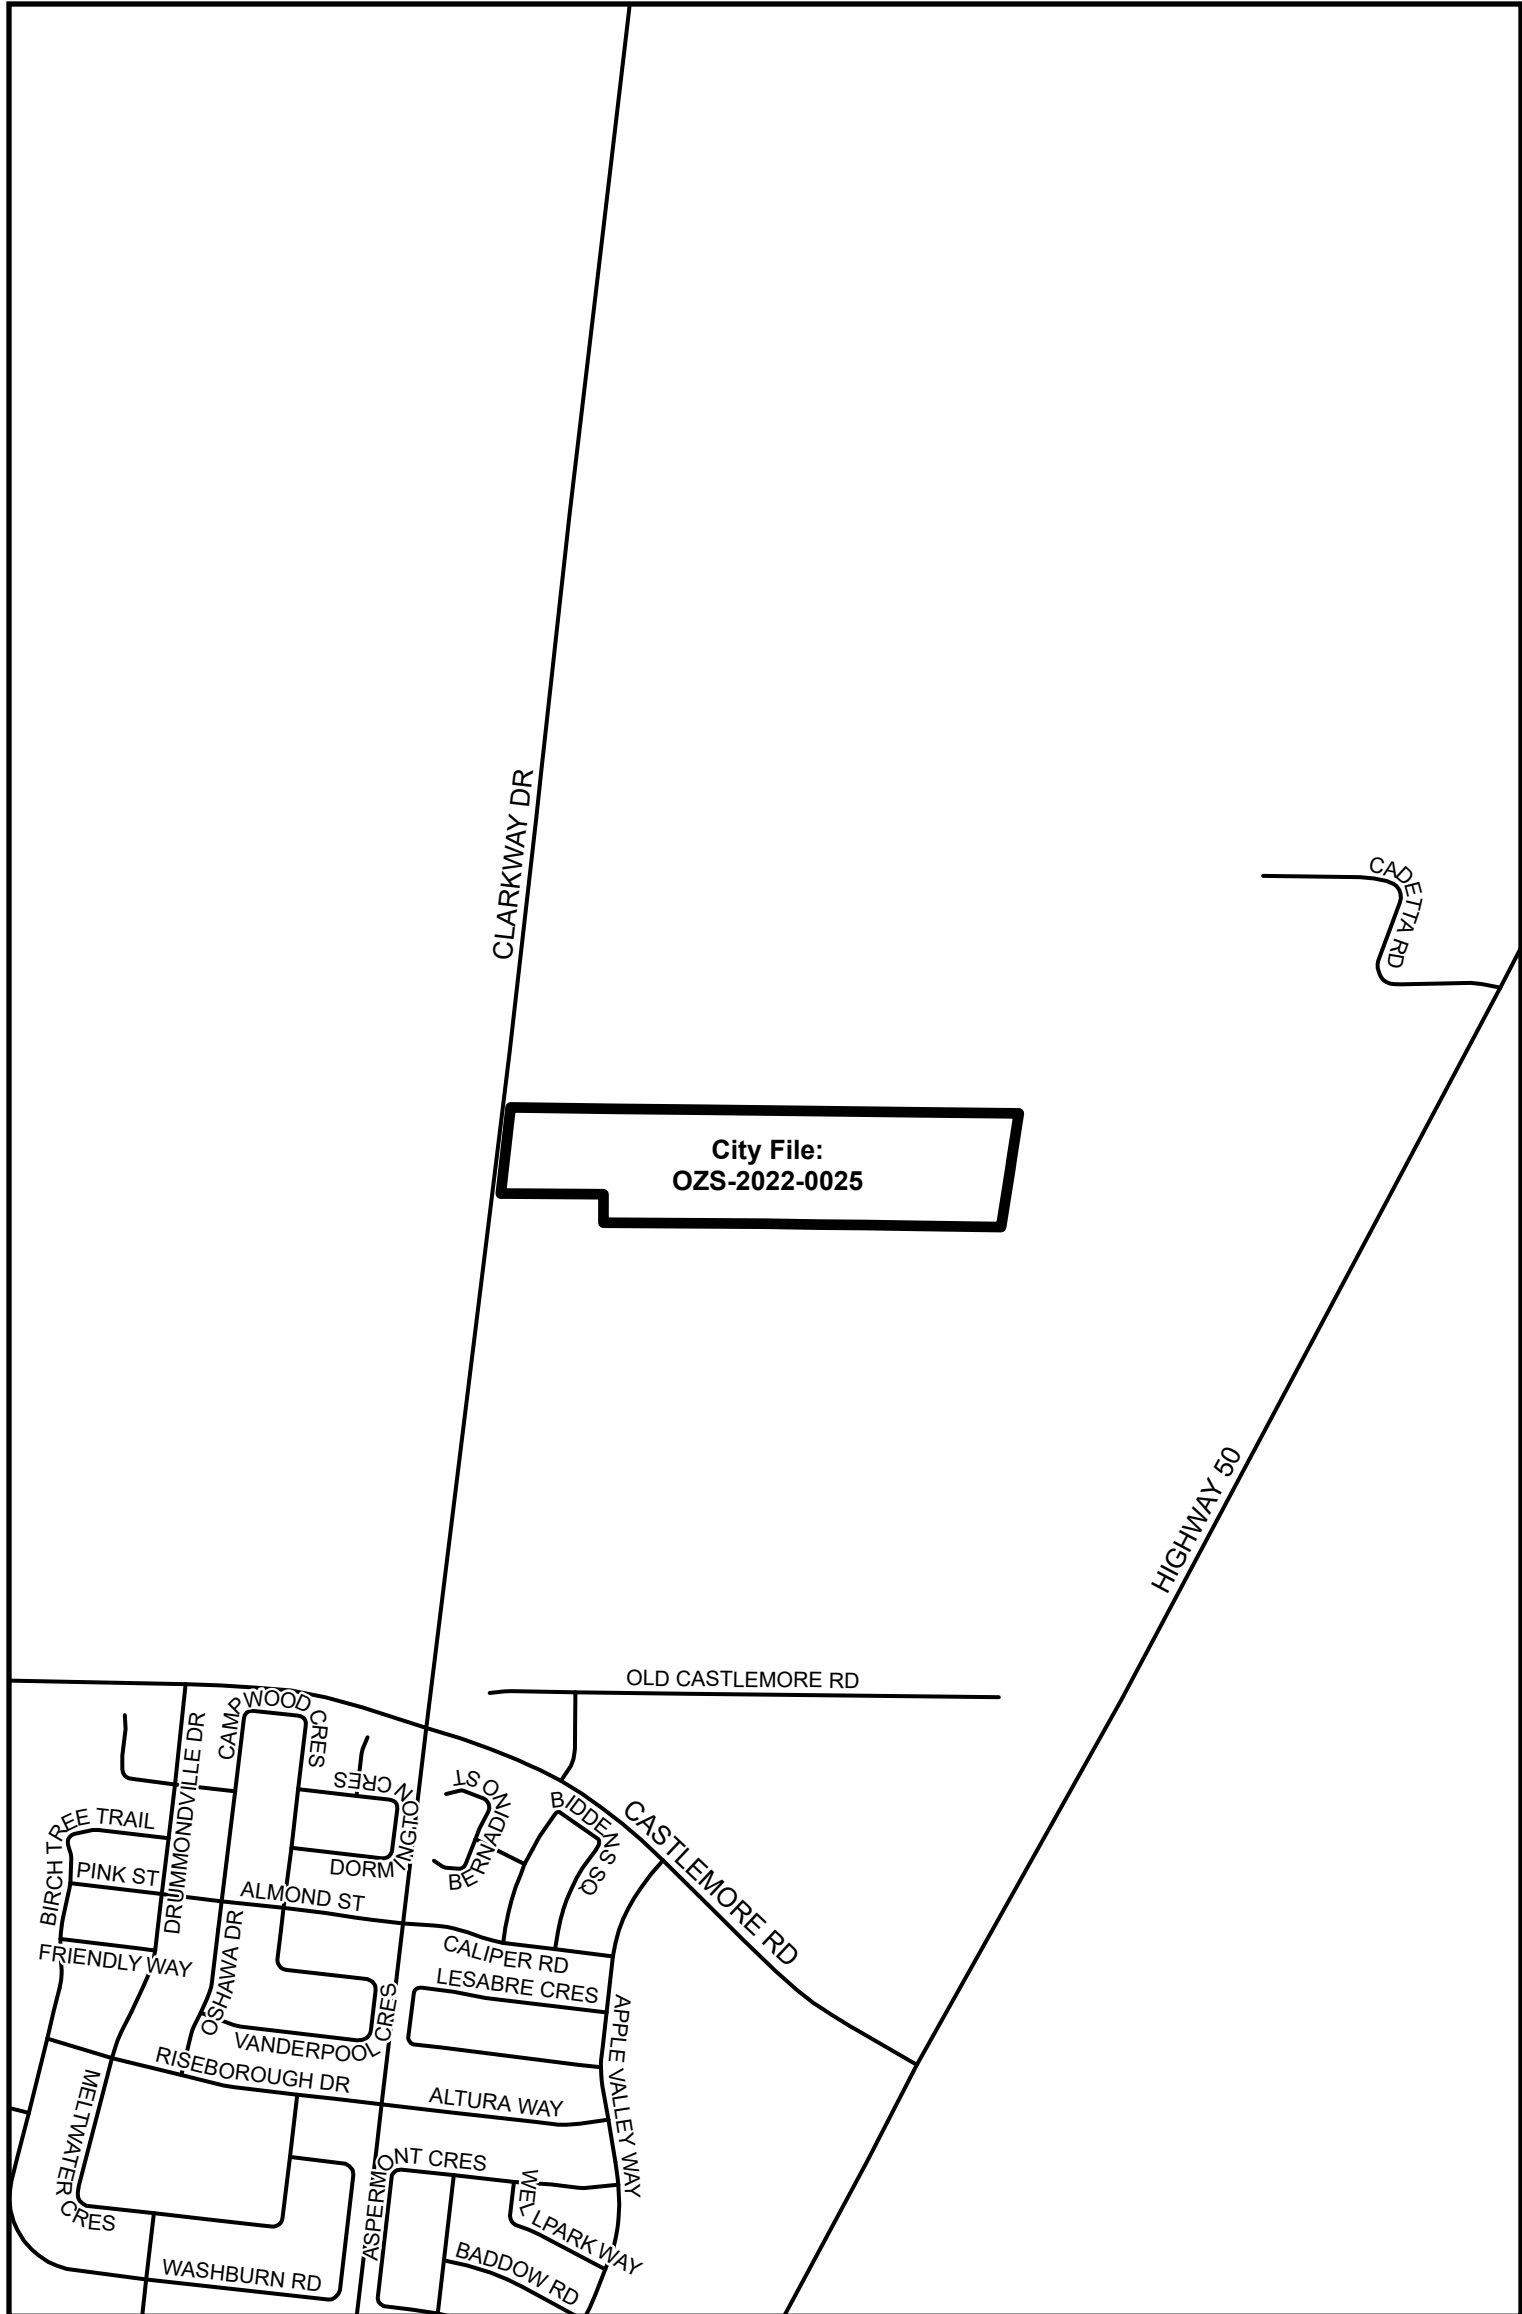 CLARKWAY DR
CADETTA RD
City File:
OZS-2022-0025
HIGHWAY 50
OLD CASTLEMORE RD
CAMPWOOD CRES
DRUMMONDVILLE DR
DORMINGTON CRES
BERNADINO ST
BIDDENS SQ
CASTLEMORE RD
BIRCH TREE TRAIL
PINK ST
ALMOND ST
FRIENDLY WAY
OSHAWA DR
CALIPER RD
LESABRE CRES
VANDERPOOL CRES
RISEBOROUGH DR
APPLE VALLEY WAY
MELTWATER CRES
ALTURA WAY
ASPERMONT CRES
WELLPARK WAY
BADDOW RD
WASHBURN RD